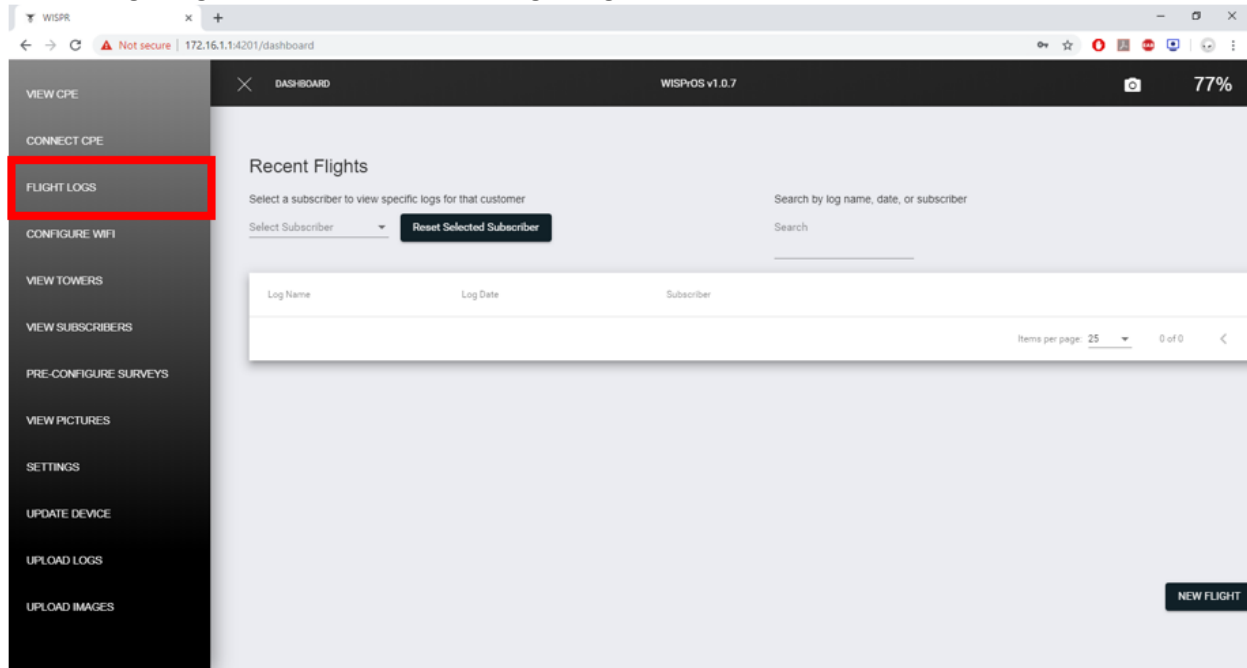 WISPR
Not secure | 172.16.1.1:4201/dashboard
DASHBOARD
WISPrOS v1.0.7
77%
VIEW CPE
CONNECT CPE
FLIGHT LOGS
CONFIGURE WIFI
VIEW TOWERS
VIEW SUBSCRIBERS
PRE-CONFIGURE SURVEYS
VIEW PICTURES
SETTINGS
UPDATE DEVICE
UPLOAD LOGS
UPLOAD IMAGES
Recent Flights
Select a subscriber to view specific logs for that customer
Select Subscriber
Reset Selected Subscriber
Search by log name, date, or subscriber
Search
Log Name Log Date Subscriber
Items per page: 25 0 of 0
NEW FLIGHT